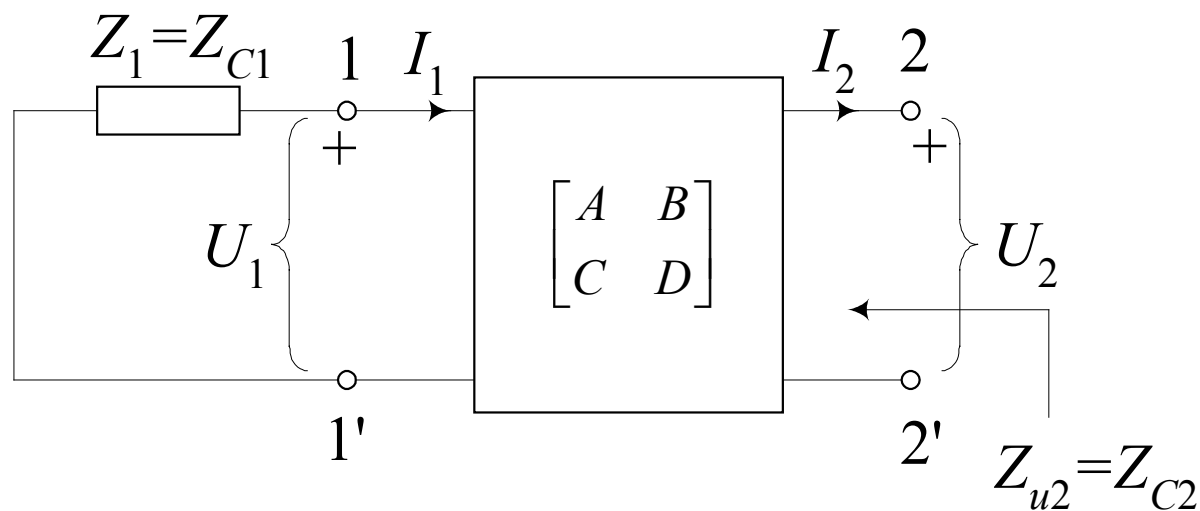 Z1=ZC1
1 I1 I2 2
+ +
A B
U1 U2
C D
1' 2'
Zu2=ZC2